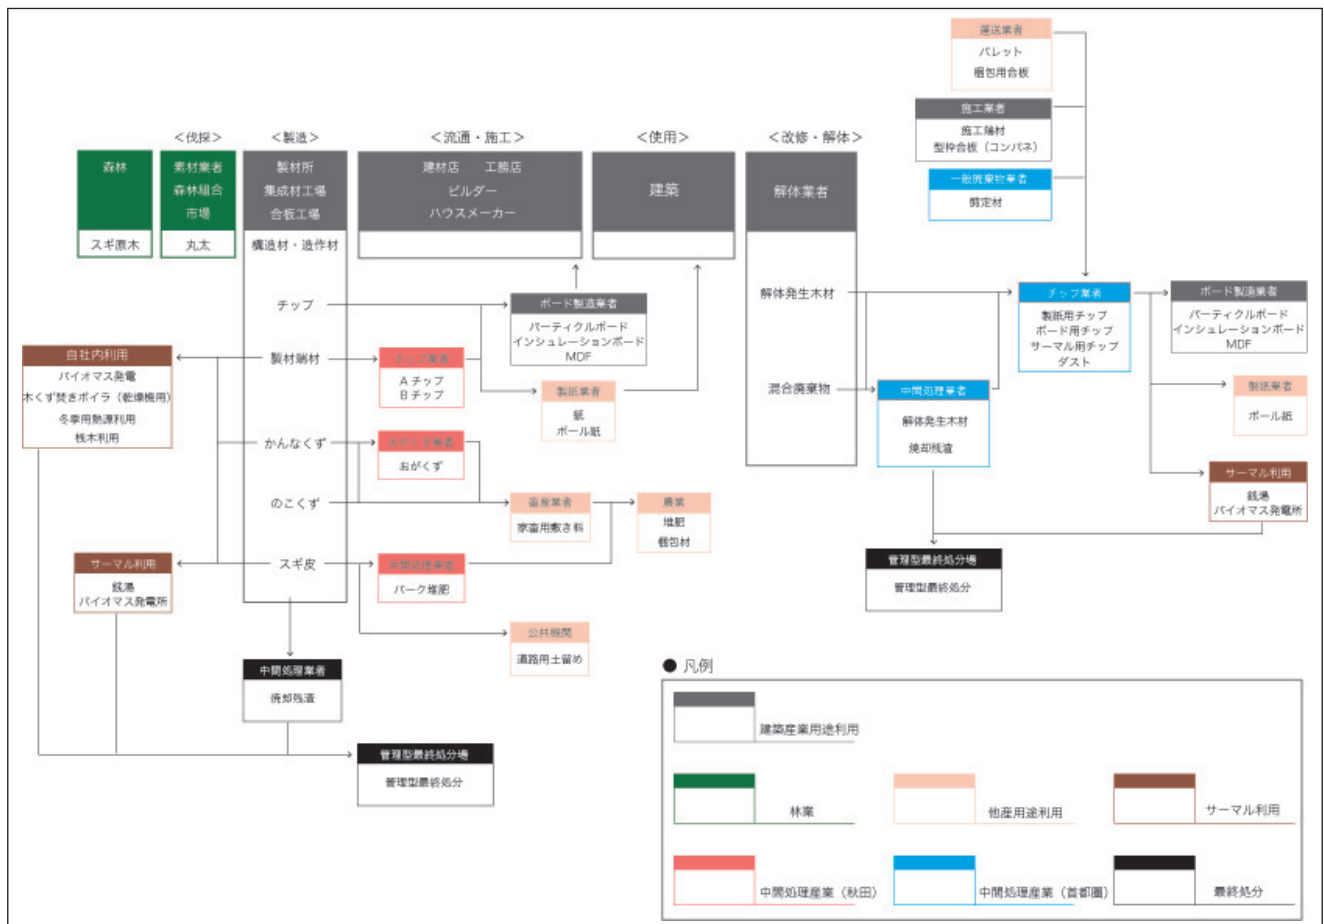 運送業者
パレット
梱包用合板
施工業者
施工端材
型枠合板（コンパネ）
一般廃棄物業者
剪定材
＜伐採＞
＜製造＞
＜流通・施工＞
＜使用＞
＜改修・解体＞
森林
スギ原木
素材業者
森林組合
市場
丸太
製材所
集成材工場
合板工場
構造材・造作材
建材店　工務店
ビルダー
ハウスメーカー
建築
解体業者
チップ
製材端材
かんなくず
のこくず
スギ皮
自社内利用
バイオマス発電
木くず焚きボイラ（乾燥機用）
冬季用熱源利用
桟木利用
サーマル利用
銭湯
バイオマス発電所
チップ業者
Aチップ
Bチップ
おがくず業者
おがくず
中間処理業者
バーク堆肥
ボード製造業者
パーティクルボード
インシュレーションボード
MDF
製紙業者
紙
ボール紙
畜産業者
家畜用敷き料
農業
堆肥
梱包材
公共機関
道路用土留め
中間処理業者
焼却残渣
管理型最終処分場
管理型最終処分
解体発生木材
混合廃棄物
中間処理業者
解体発生木材
焼却残渣
チップ業者
製紙用チップ
ボード用チップ
サーマル用チップ
ダスト
ボード製造業者
パーティクルボード
インシュレーションボード
MDF
製紙業者
ボール紙
サーマル利用
銭湯
バイオマス発電所
管理型最終処分場
管理型最終処分
● 凡例
建築産業用途利用
林業
他産用途利用
サーマル利用
中間処理産業（秋田）
中間処理産業（首都圏）
最終処分